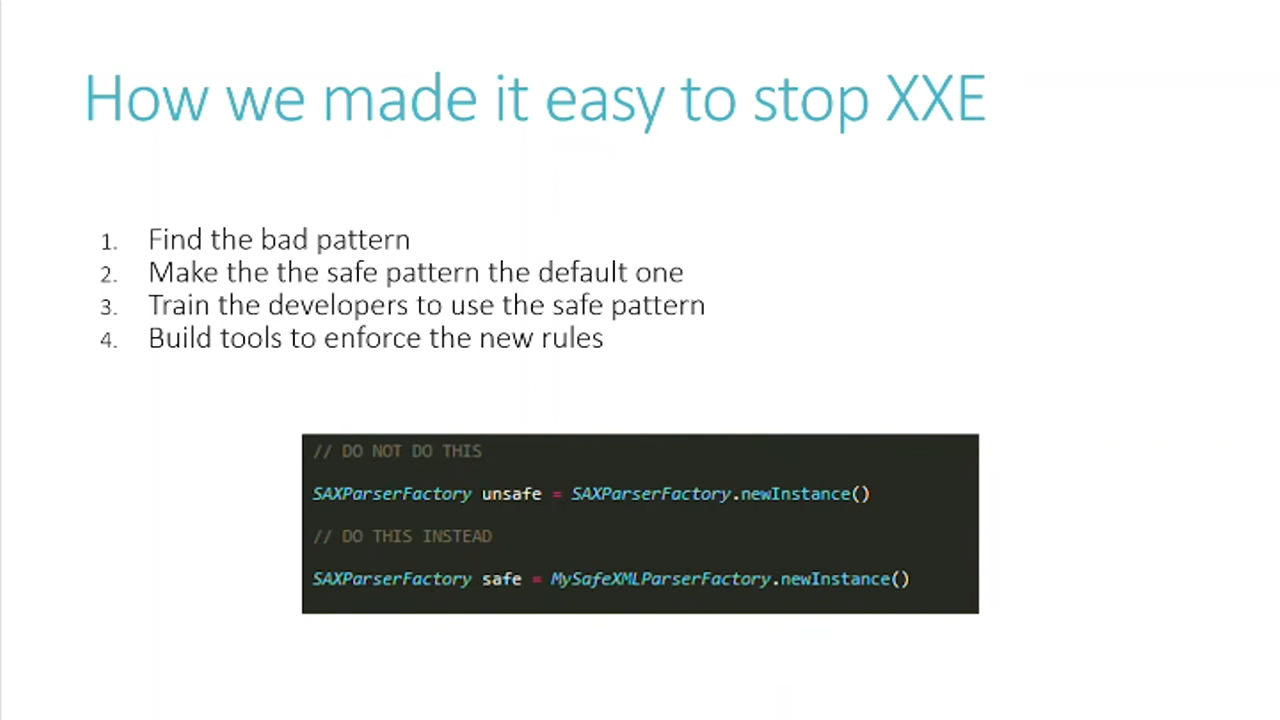 How we made it easy to stop XXE
1. Find the bad pattern
2. Make the the safe pattern the default one
3. Train the developers to use the safe pattern
4. Build tools to enforce the new rules
// DO NOT DO THIS
SAXParserFactory unsafe = SAXParserFactory.newInstance()
// DO THIS INSTEAD
SAXParserFactory safe = MySafeXMLParserFactory.newInstance()